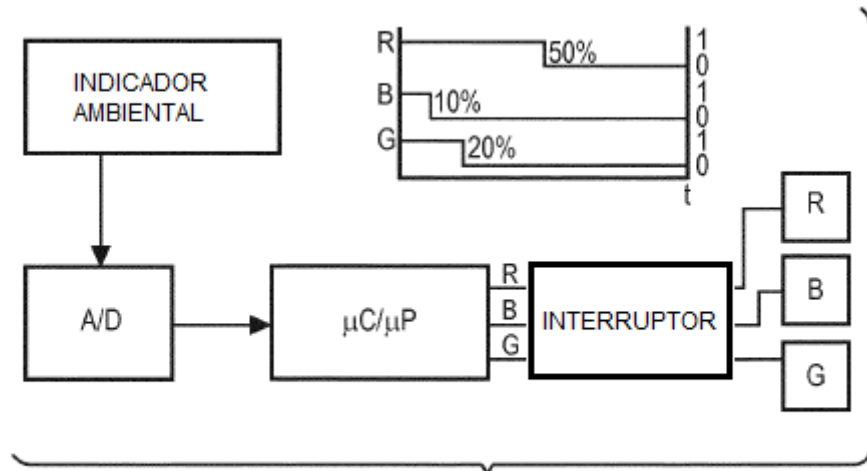 INDICADOR
AMBIENTAL
R
50%
1
0
B
10%
1
0
G
20%
1
0
t
A/D
μC/μP
R
B
G
INTERRUPTOR
R
B
G